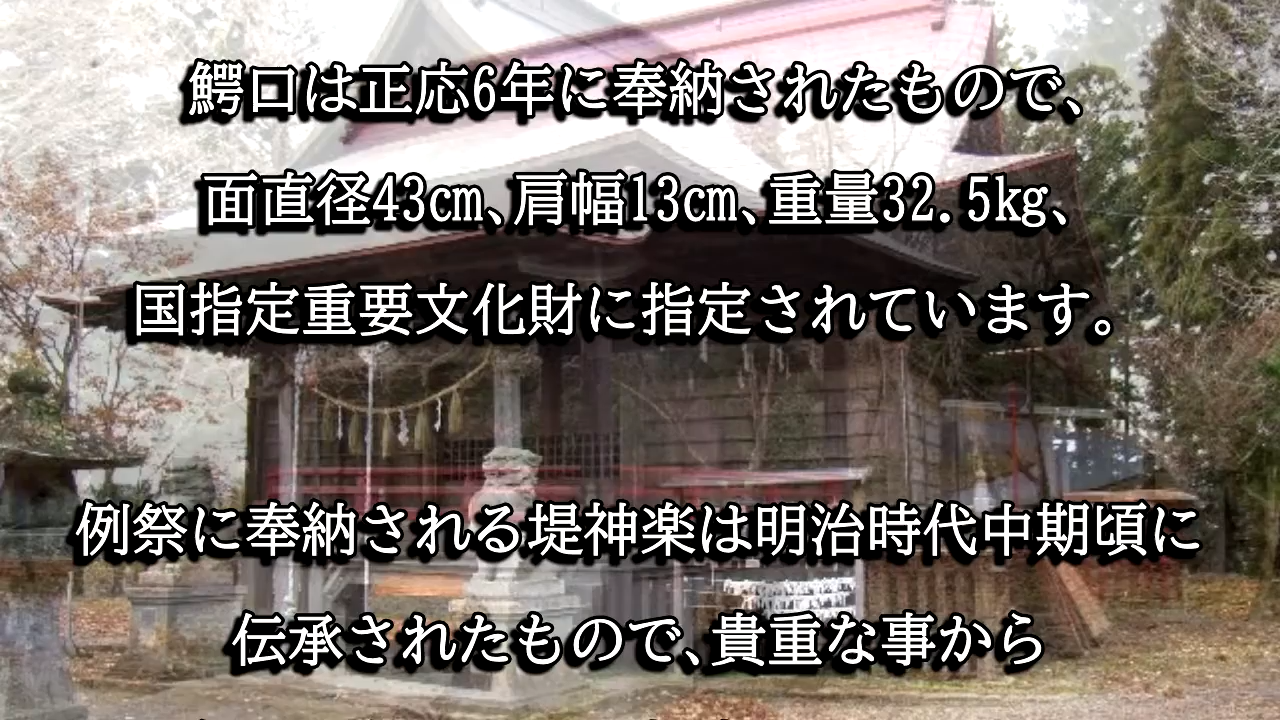 鰐口は正応6年に奉納されたもので、
面直径43cm、肩幅13cm、重量32.5kg、
国指定重要文化財に指定されています。
例祭に奉納される堤神楽は明治時代中期頃に
伝承されたもので、貴重な事から